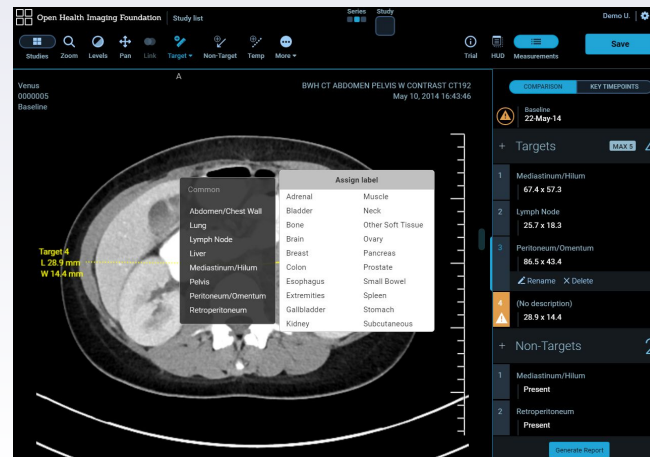 Open Health Imaging Foundation
Study list
Series
Study
Demo U.
Studies
Zoom
Levels
Pan
Link
Target
Non-Target
Temp
More
Trial
HUD
Measurements
Save
A
Venus
0000005
Baseline
BWH CT ABDOMEN PELVIS W CONTRAST CT192
May 10, 2014 16:43:46
Target 4
L 28.9 mm
W 14.4 mm
Common
Abdomen/Chest Wall
Lung
Lymph Node
Liver
Mediastinum/Hilum
Pelvis
Peritoneum/Omentum
Retroperitoneum
Assign label
Adrenal
Bladder
Bone
Brain
Breast
Colon
Esophagus
Extremities
Gallbladder
Kidney
Muscle
Neck
Other Soft Tissue
Ovary
Pancreas
Prostate
Small Bowel
Spleen
Stomach
Subcutaneous
COMPARISON
KEY TIMEPOINTS
Baseline
22-May-14
+ Targets
MAX 5
1
Mediastinum/Hilum
67.4 x 57.3
2
Lymph Node
25.7 x 18.3
3
Peritoneum/Omentum
86.5 x 43.4
Rename
Delete
4
(No description)
28.9 x 14.4
+ Non-Targets
1
Mediastinum/Hilum
Present
2
Retroperitoneum
Present
Generate Report